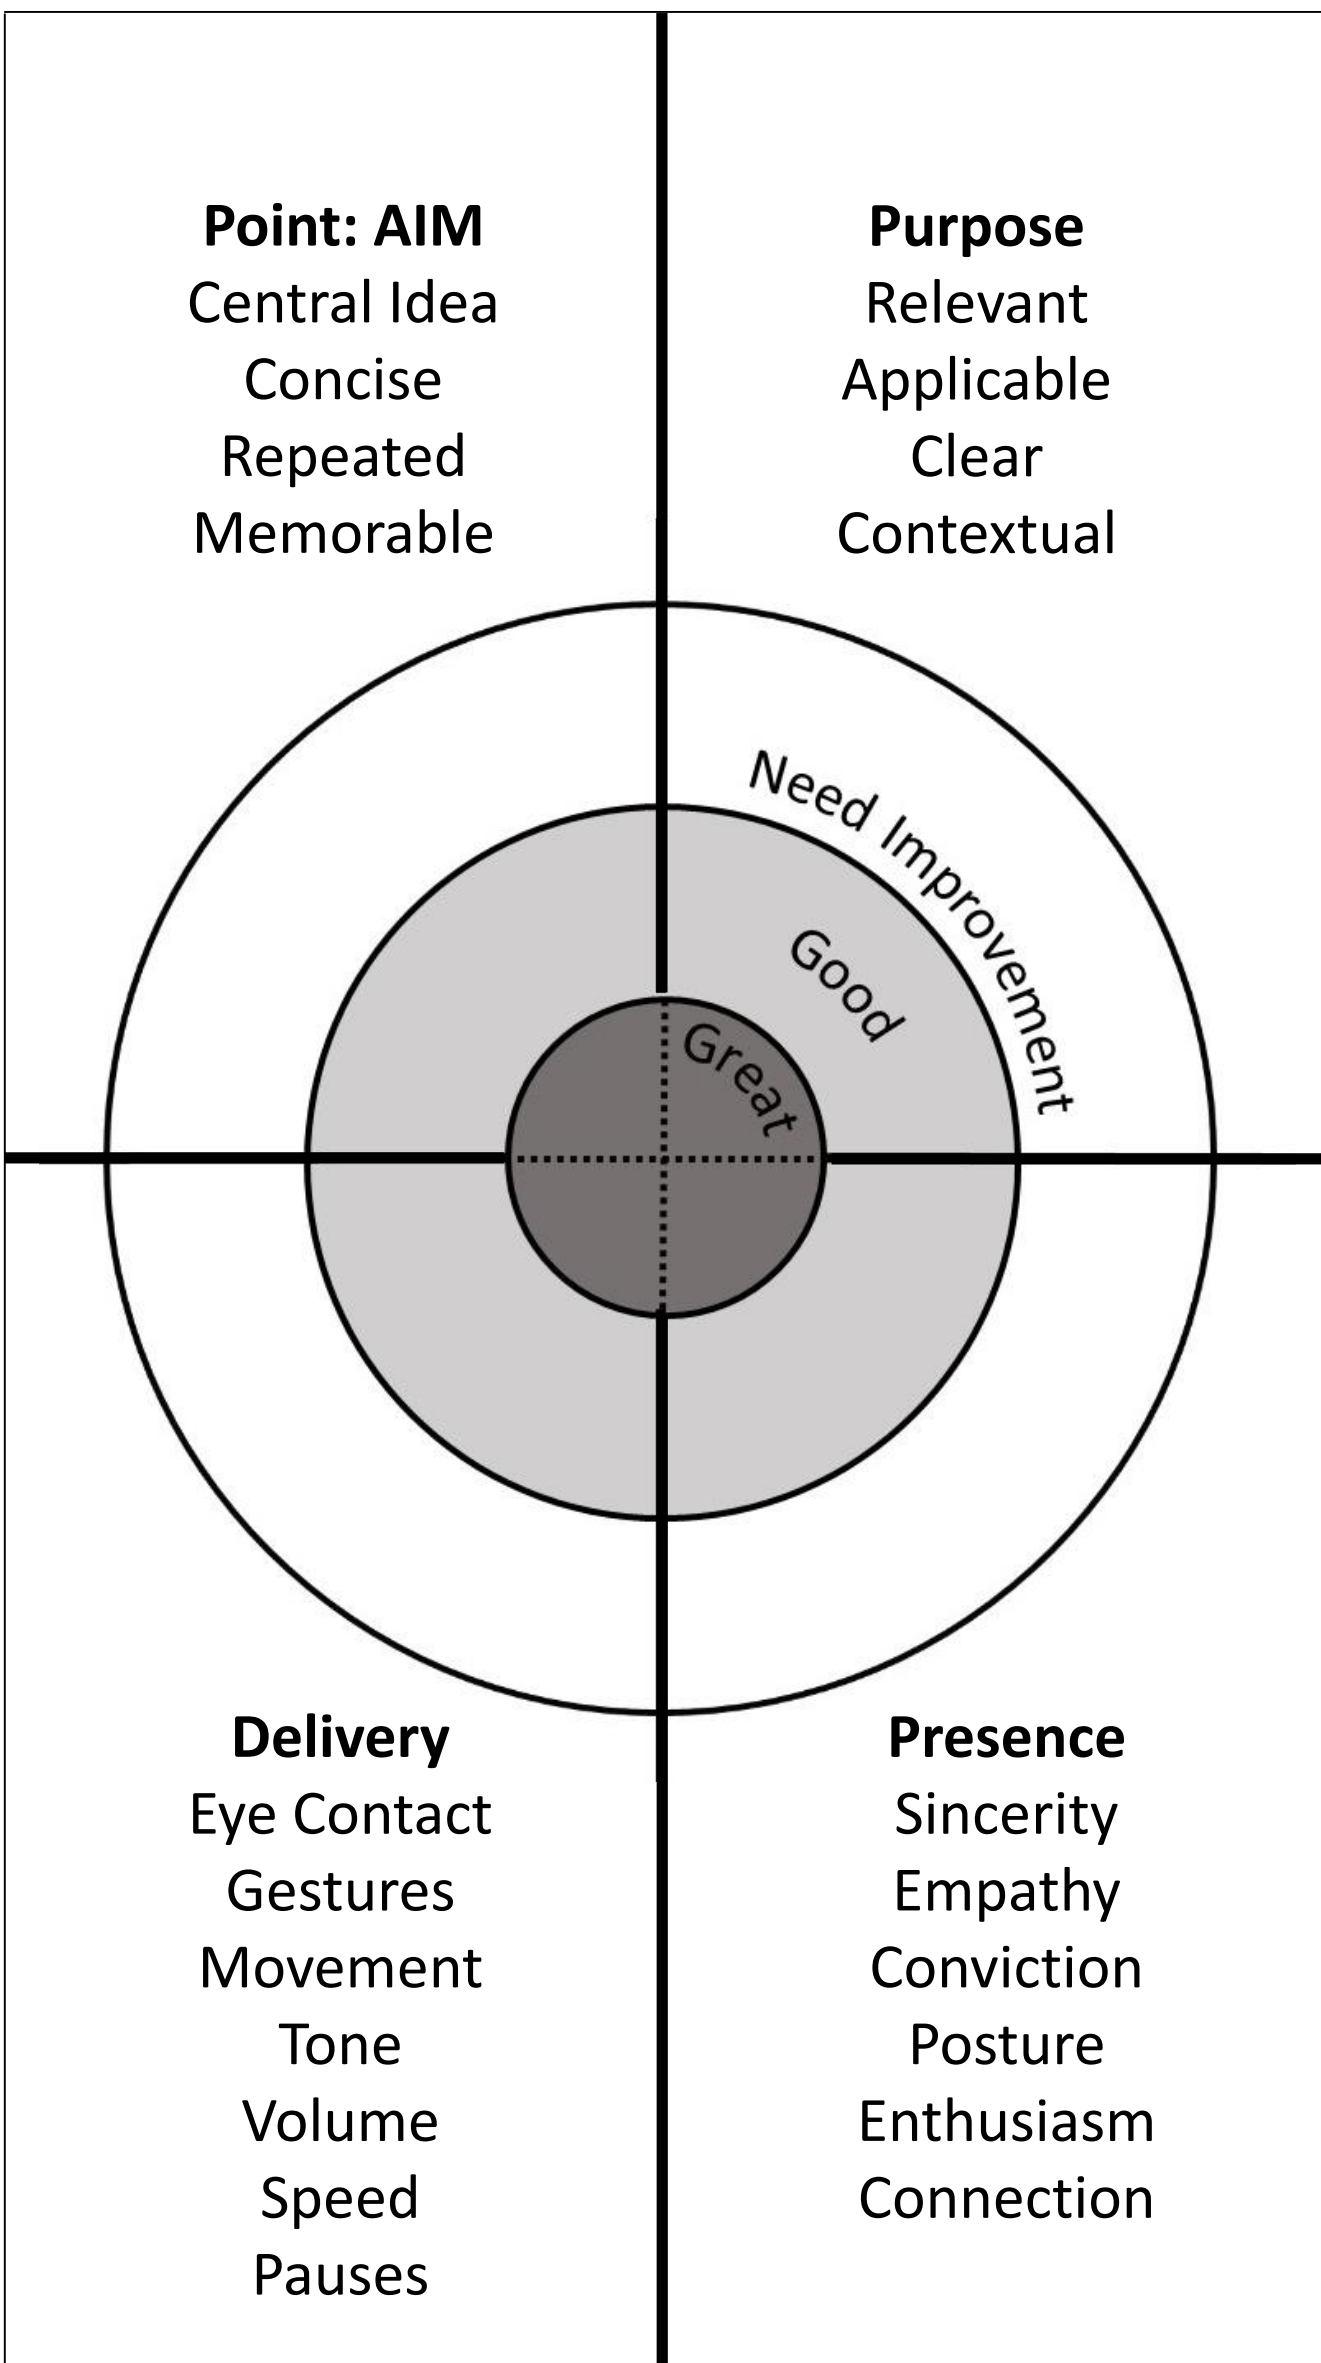 Point: AIM
Central Idea
Concise
Repeated
Memorable
Purpose
Relevant
Applicable
Clear
Contextual
Need Improvement
Good
Great
Delivery
Eye Contact
Gestures
Movement
Tone
Volume
Speed
Pauses
Presence
Sincerity
Empathy
Conviction
Posture
Enthusiasm
Connection